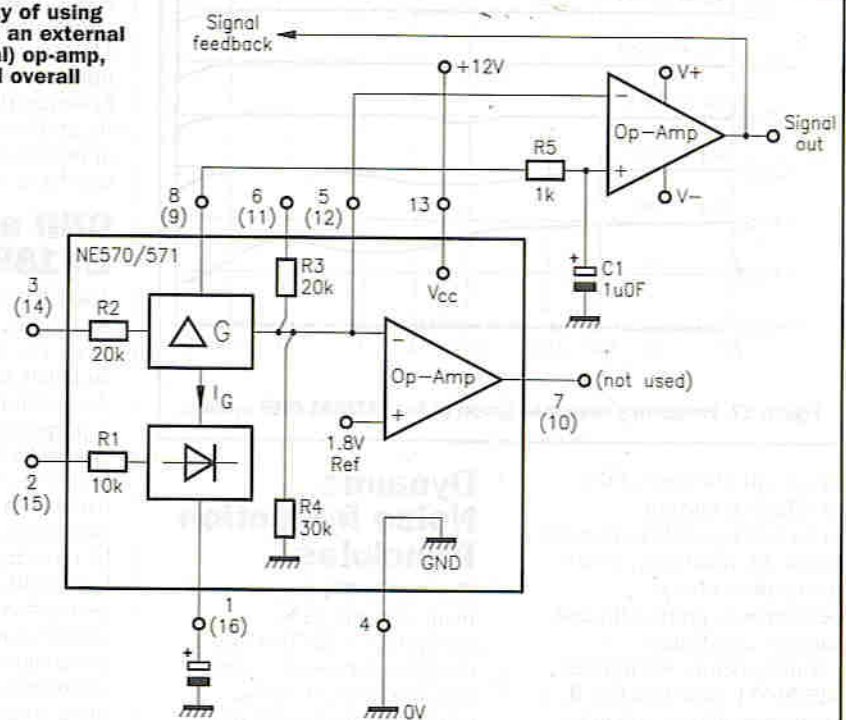 y of using
an external
l) op-amp,
l overall
Signal
feedback
+12V
V+
Op-Amp
Signal
out
V-
R5
1k
C1
1u0F
8
(9)
6
(11)
5
(12)
13
NE570/571
Vcc
R3
20k
3
(14)
R2
20k
G
IG
Op-Amp
(not used)
7
(10)
1.8V
Ref
R1
10k
2
(15)
R4
30k
GND
1
(16)
4
0V